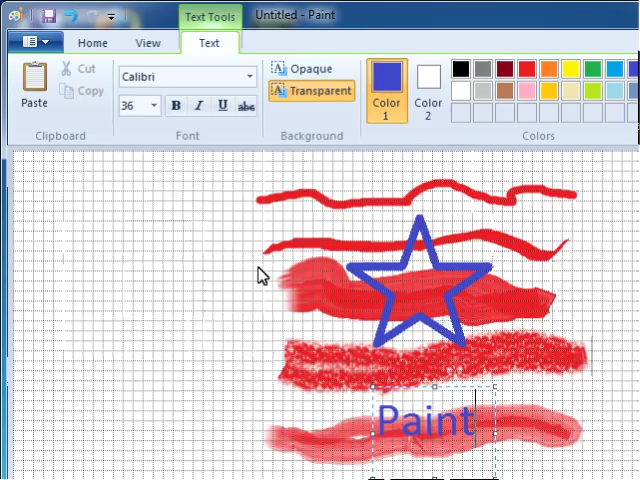 Text Tools Untitled - Paint
Home View Text
Paste Cut Copy Calibri 36 B I U abc Opaque Transparent Color 1 Color 2
Clipboard Font Background Colors
Paint